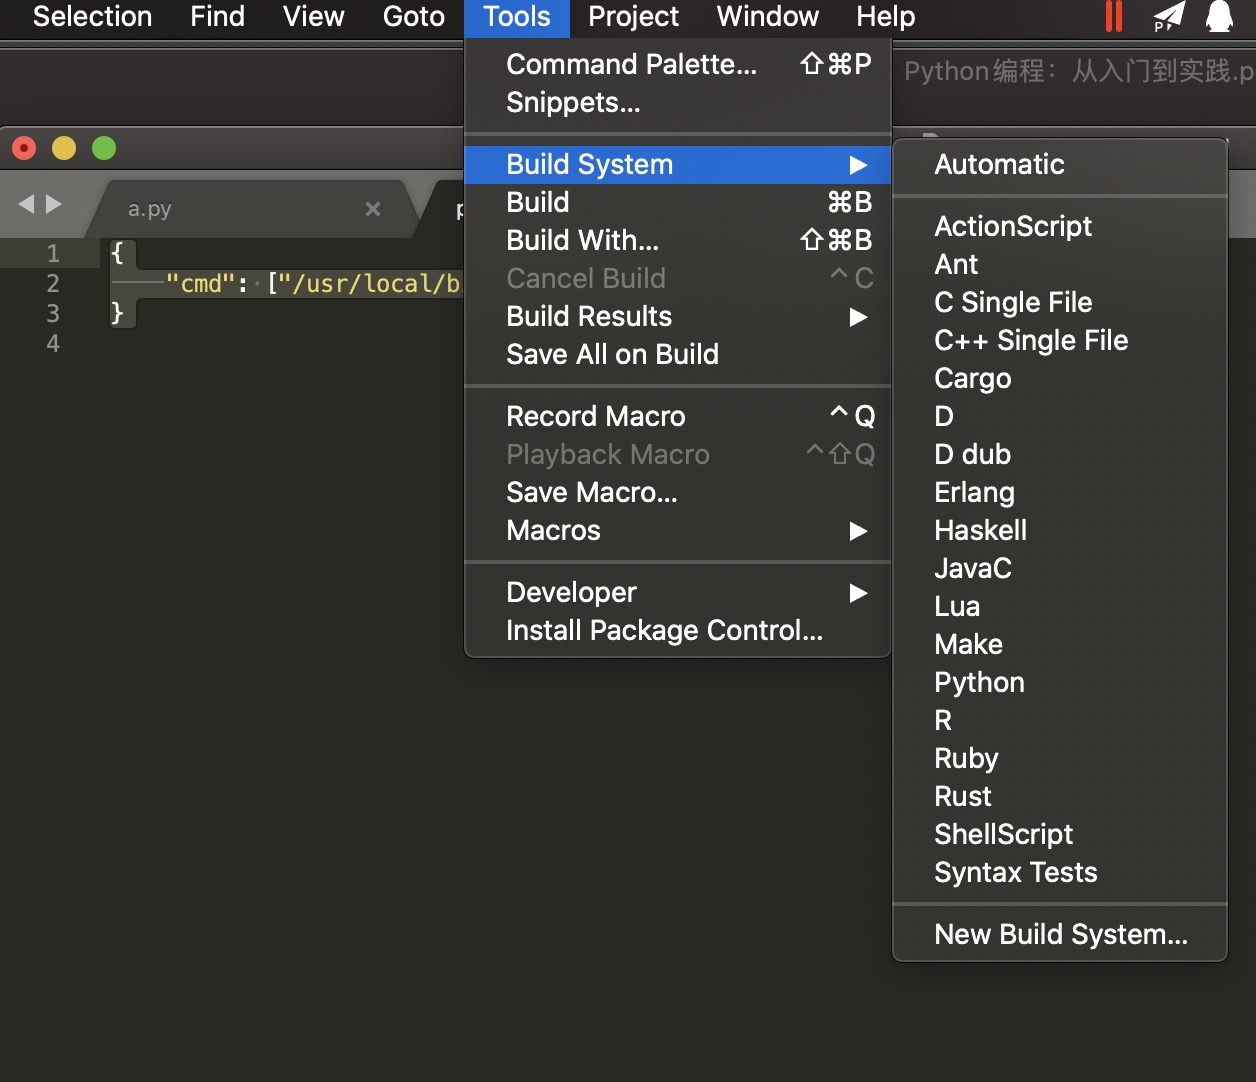 Selection Find View Goto Tools Project Window Help
Python编程：从入门到实践.p
Command Palette... ⇧⌘P
Snippets...
Build System ▶
Build ⌘B
Build With... ⇧⌘B
Cancel Build ^C
Build Results ▶
Save All on Build
Record Macro ^Q
Playback Macro ^⇧Q
Save Macro...
Macros ▶
Developer ▶
Install Package Control...
Automatic
ActionScript
Ant
C Single File
C++ Single File
Cargo
D
D dub
Erlang
Haskell
JavaC
Lua
Make
Python
R
Ruby
Rust
ShellScript
Syntax Tests
New Build System...
a.py
1 {
2 "cmd": ["/usr/local/b
3 }
4